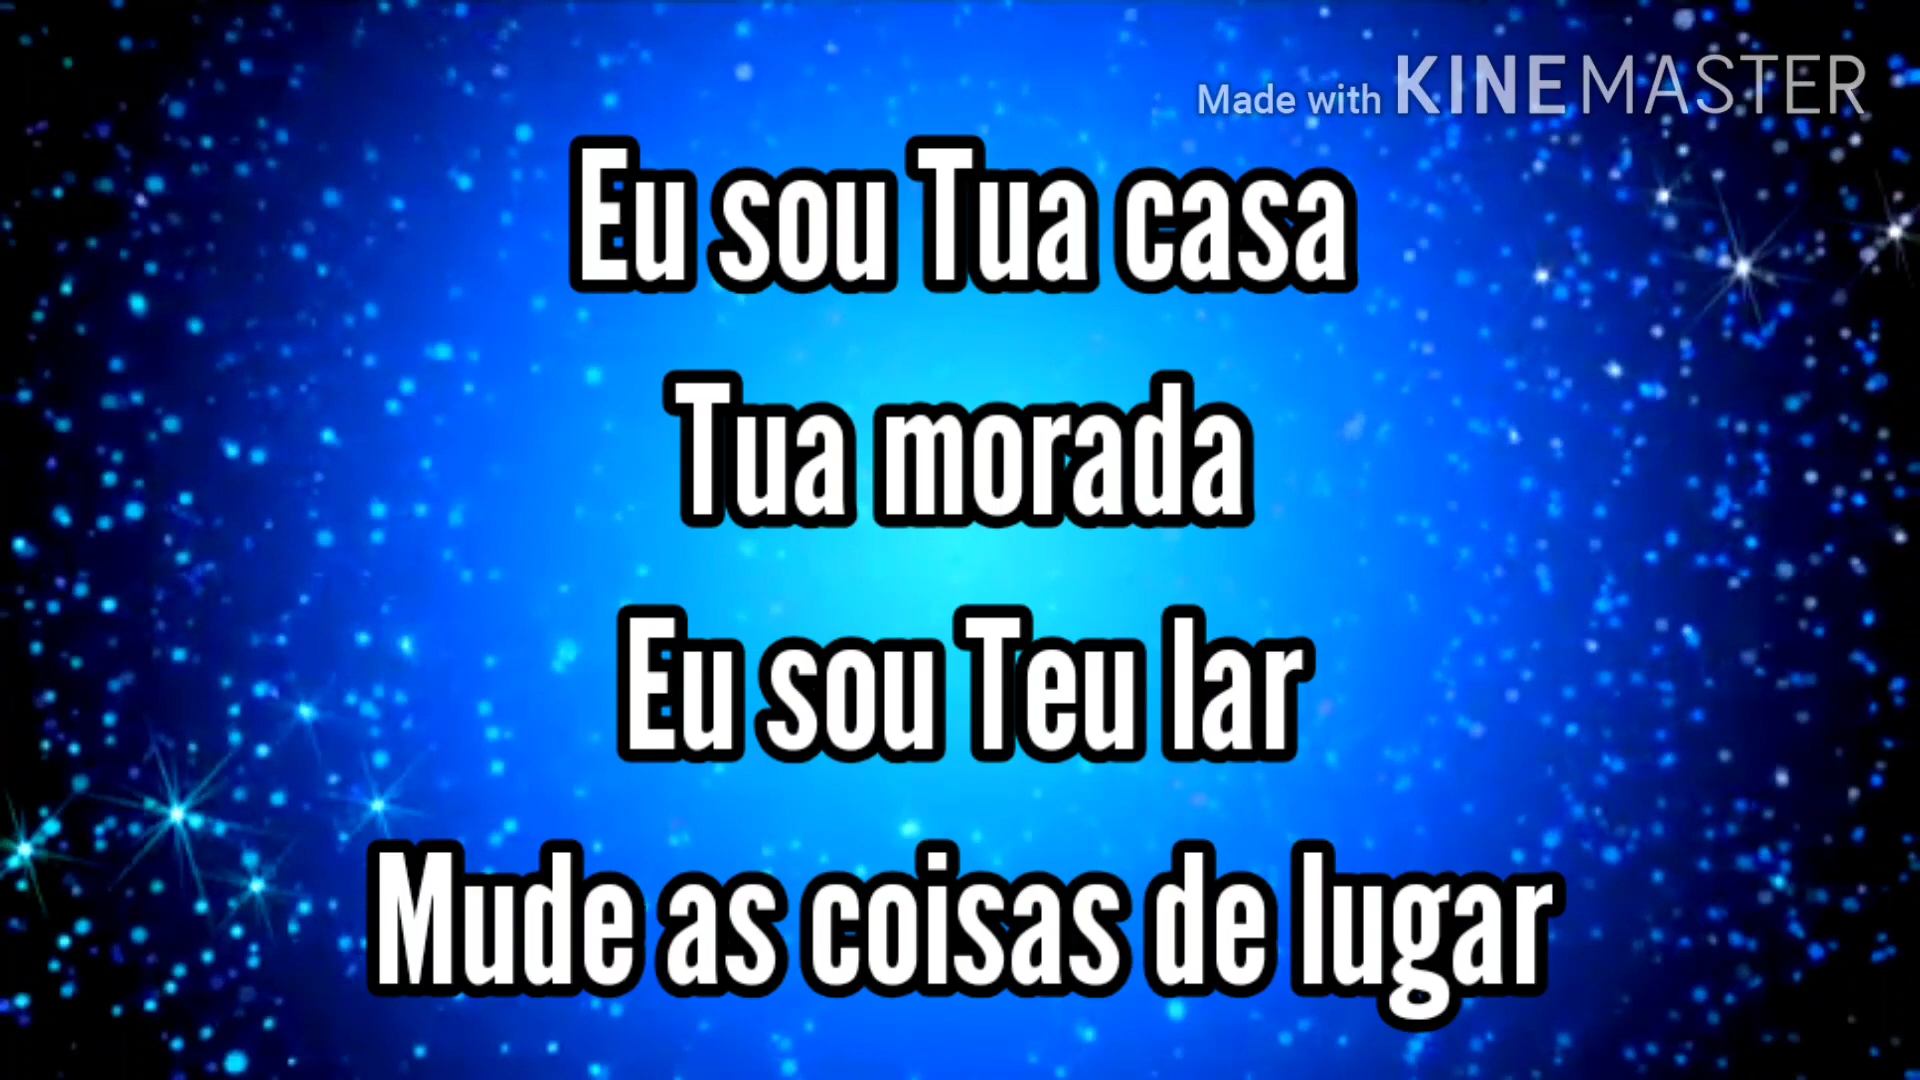 Made with KINEMASTER
Eu sou Tua casa
Tua morada
Eu sou Teu lar
Mude as coisas de lugar